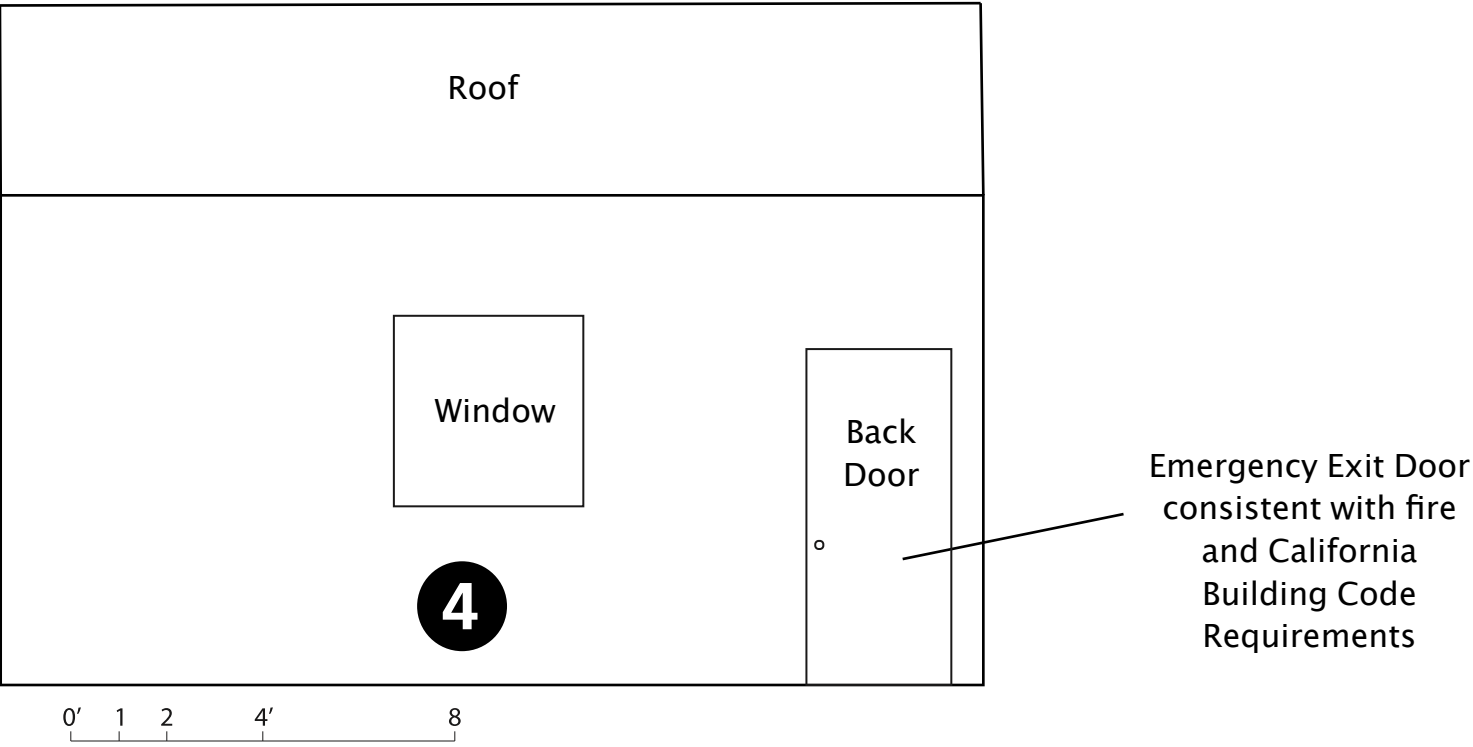 Roof
Window
Back
Door
Emergency Exit Door
consistent with fire
and California
Building Code
Requirements
4
0′ 1 2 4′ 8